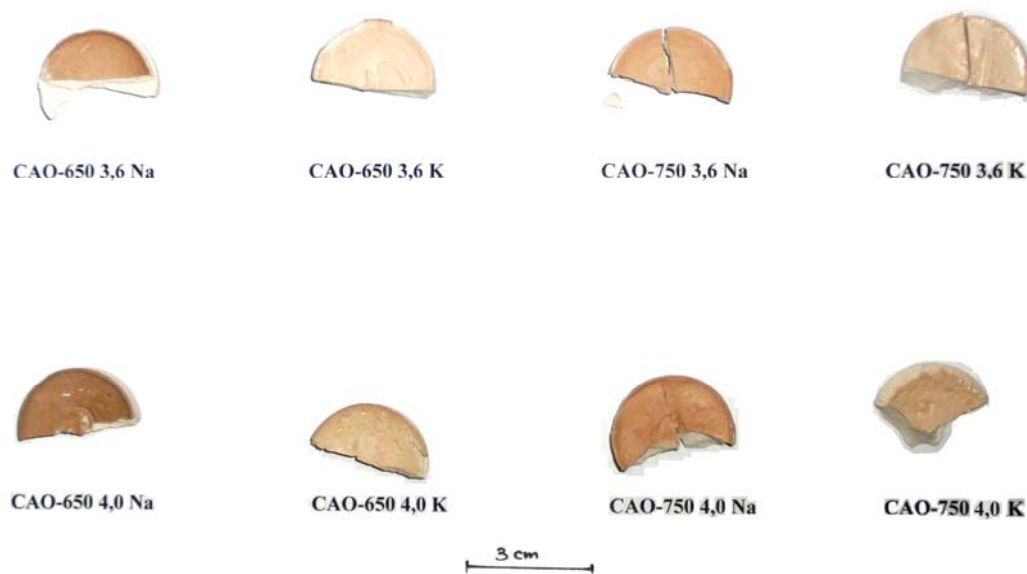 CAO-650 3,6 Na
CAO-650 3,6 K
CAO-750 3,6 Na
CAO-750 3,6 K
CAO-650 4,0 Na
CAO-650 4,0 K
CAO-750 4,0 Na
CAO-750 4,0 K
3 cm